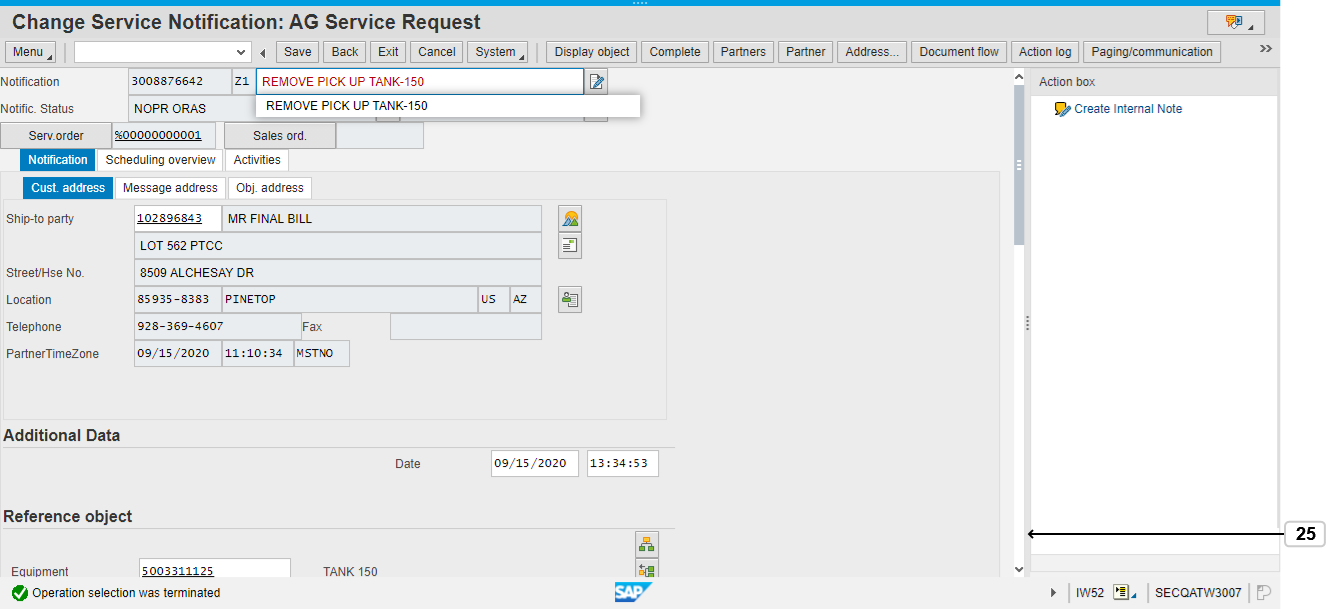 Change Service Notification: AG Service Request
Menu Save Back Exit Cancel System Display object Complete Partners Partner Address... Document flow Action log Paging/communication
Notification 3008876642 Z1 REMOVE PICK UP TANK-150 Action box
REMOVE PICK UP TANK-150 Create Internal Note
Notific. Status NOPR ORAS
Serv.order %00000000001 Sales ord.
Notification Scheduling overview Activities
Cust. address Message address Obj. address
Ship-to party 102896843 MR FINAL BILL
LOT 562 PTCC
Street/Hse No. 8509 ALCHESAY DR
Location 85935-8383 PINETOP US AZ
Telephone 928-369-4607 Fax
PartnerTimeZone 09/15/2020 11:10:34 MSTNO
Additional Data
Date 09/15/2020 13:34:53
Reference object
25
Equipment 5003311125 TANK 150
Operation selection was terminated SAP IW52 SECQATW3007